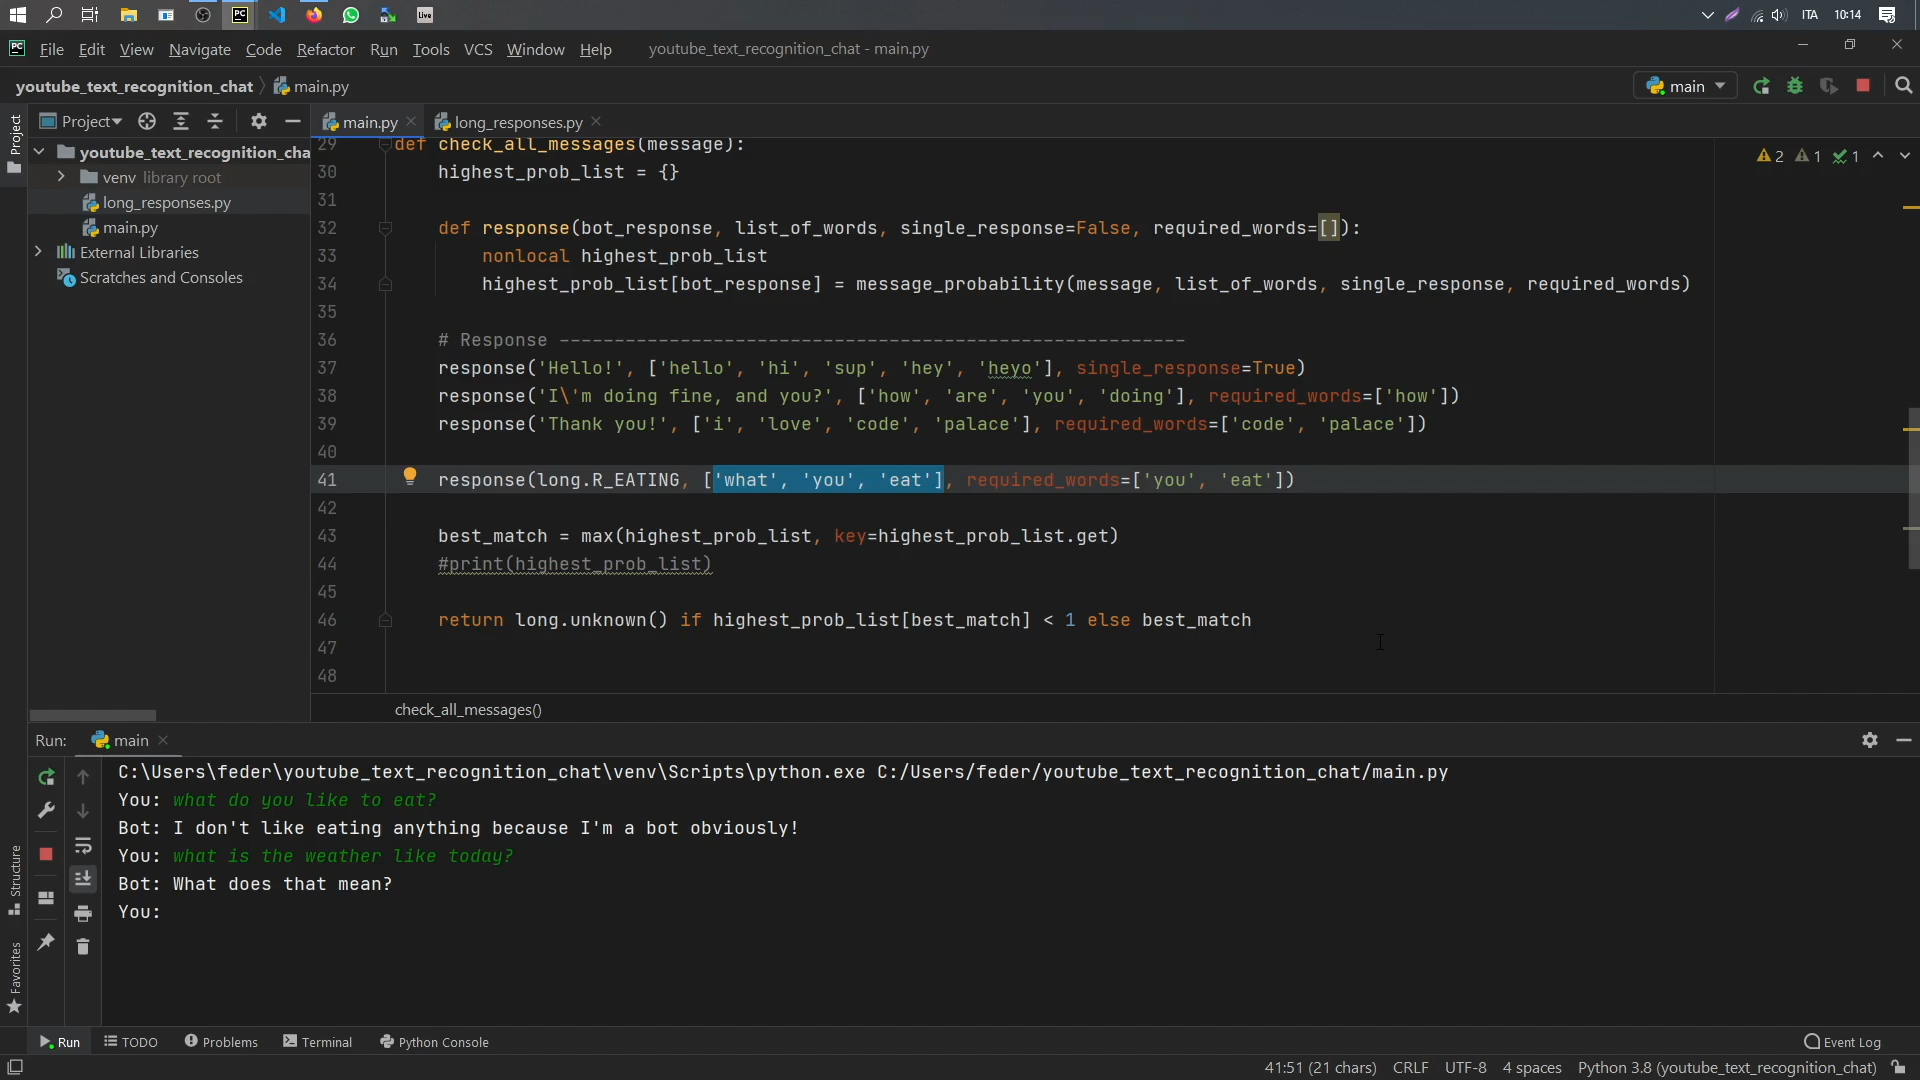 Live
ITA
10:14
PC File Edit View Navigate Code Refactor Run Tools VCS Window Help youtube_text_recognition_chat - main.py
youtube_text_recognition_chat main.py
main
Project
Project
main.py
long_responses.py
youtube_text_recognition_cha
venv library root
long_responses.py
main.py
External Libraries
Scratches and Consoles
2 1 1
29 def check_all_messages(message):
30 highest_prob_list = {}
31
32 def response(bot_response, list_of_words, single_response=False, required_words=[]):
33 nonlocal highest_prob_list
34 highest_prob_list[bot_response] = message_probability(message, list_of_words, single_response, required_words)
35
36 # Response ---------------------------------------------------------
37 response('Hello!', ['hello', 'hi', 'sup', 'hey', 'heyo'], single_response=True)
38 response('I\'m doing fine, and you?', ['how', 'are', 'you', 'doing'], required_words=['how'])
39 response('Thank you!', ['i', 'love', 'code', 'palace'], required_words=['code', 'palace'])
40
41 response(long.R_EATING, ['what', 'you', 'eat'], required_words=['you', 'eat'])
42
43 best_match = max(highest_prob_list, key=highest_prob_list.get)
44 #print(highest_prob_list)
45
46 return long.unknown() if highest_prob_list[best_match] < 1 else best_match
47
48
check_all_messages()
Run: main
C:\Users\feder\youtube_text_recognition_chat\venv\Scripts\python.exe C:/Users/feder/youtube_text_recognition_chat/main.py
You: what do you like to eat?
Bot: I don't like eating anything because I'm a bot obviously!
You: what is the weather like today?
Bot: What does that mean?
You:
Structure
Favorites
Run TODO Problems Terminal Python Console Event Log
41:51 (21 chars) CRLF UTF-8 4 spaces Python 3.8 (youtube_text_recognition_chat)